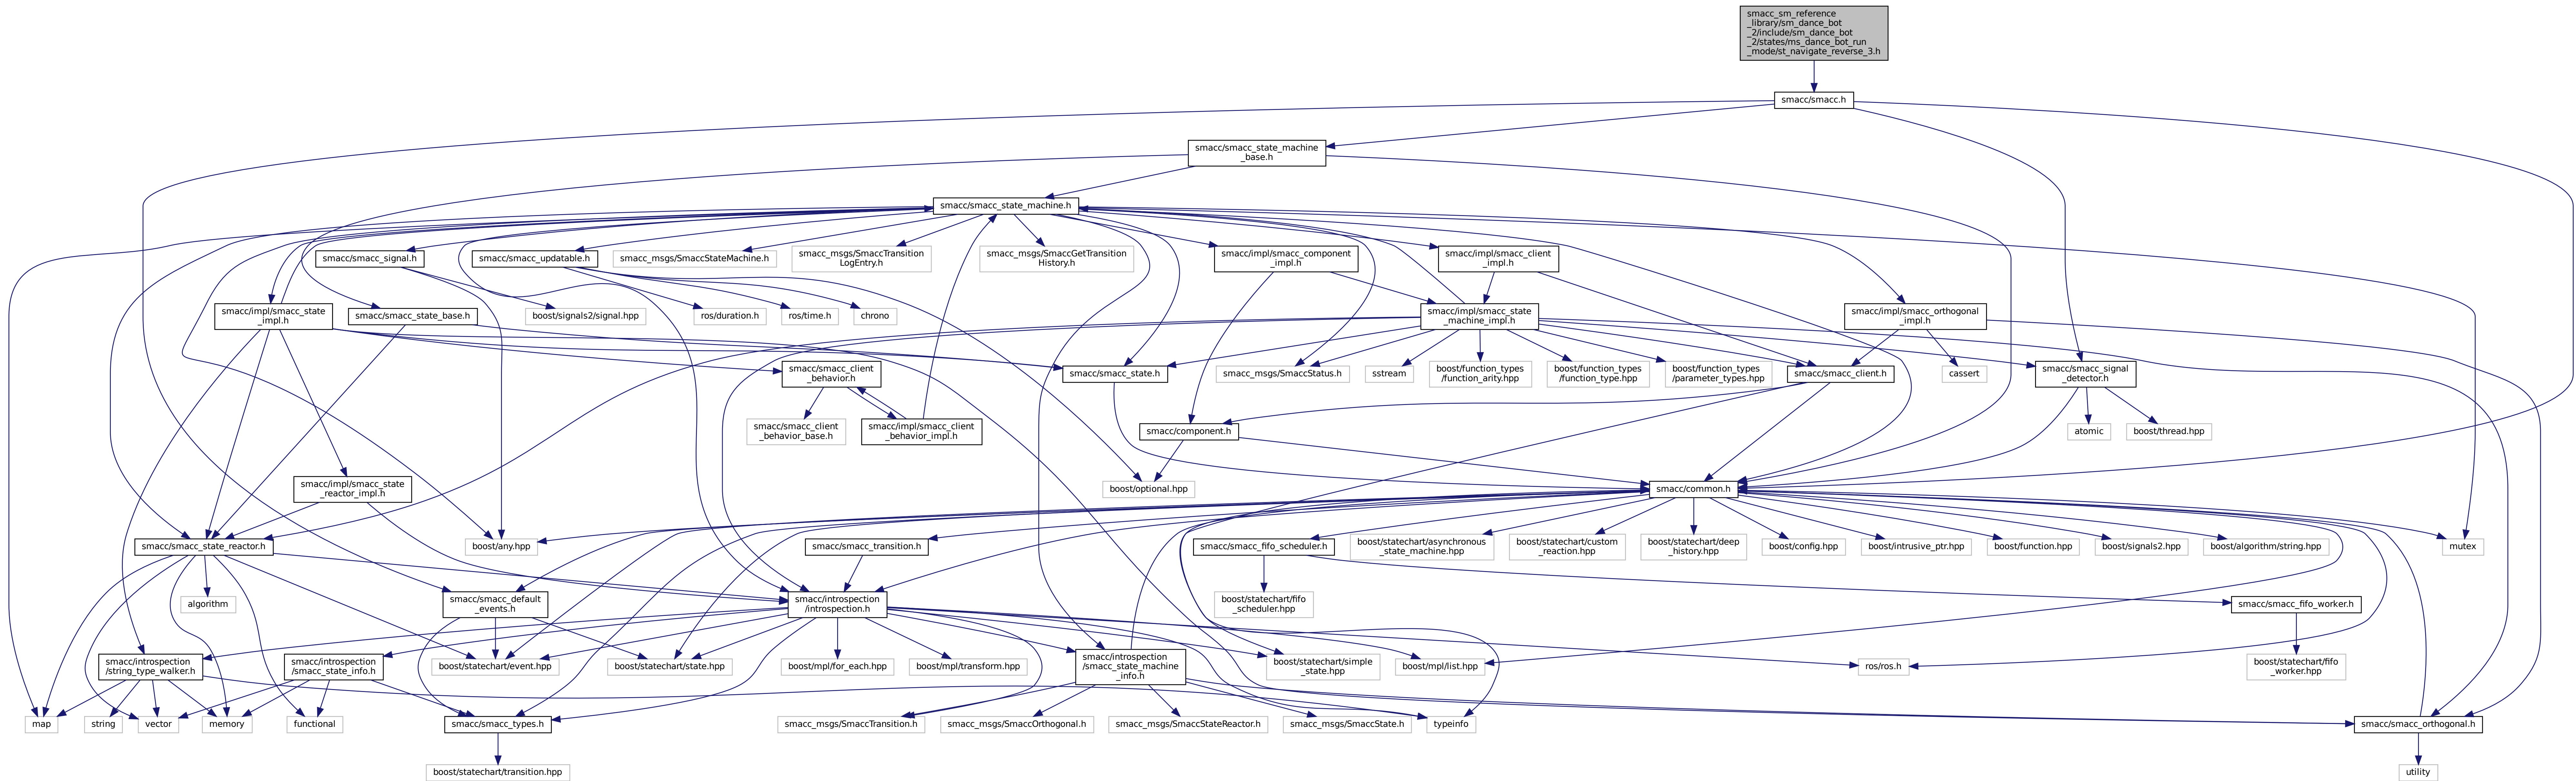 smacc_sm_reference
_library/sm_dance_bot
_2/include/sm_dance_bot
_2/states/ms_dance_bot_run
_mode/st_navigate_reverse_3.h
smacc/smacc.h
smacc/smacc_state_machine
_base.h
smacc/smacc_state_machine.h
smacc/smacc_signal.h
smacc/smacc_updatable.h
smacc_msgs/SmaccStateMachine.h
smacc_msgs/SmaccTransition
LogEntry.h
smacc_msgs/SmaccGetTransition
History.h
smacc/impl/smacc_component
_impl.h
smacc/impl/smacc_client
_impl.h
smacc/impl/smacc_state
_impl.h
smacc/smacc_state_base.h
boost/signals2/signal.hpp
ros/duration.h
ros/time.h
chrono
smacc/impl/smacc_state
_machine_impl.h
smacc/impl/smacc_orthogonal
_impl.h
smacc/smacc_client
_behavior.h
smacc/smacc_state.h
smacc_msgs/SmaccStatus.h
sstream
boost/function_types
/function_arity.hpp
boost/function_types
/function_type.hpp
boost/function_types
/parameter_types.hpp
smacc/smacc_client.h
cassert
smacc/smacc_signal
_detector.h
smacc/smacc_client
_behavior_base.h
smacc/impl/smacc_client
_behavior_impl.h
smacc/component.h
atomic
boost/thread.hpp
smacc/impl/smacc_state
_reactor_impl.h
boost/optional.hpp
smacc/common.h
smacc/smacc_state_reactor.h
boost/any.hpp
smacc/smacc_transition.h
smacc/smacc_fifo_scheduler.h
boost/statechart/asynchronous
_state_machine.hpp
boost/statechart/custom
_reaction.hpp
boost/statechart/deep
_history.hpp
boost/config.hpp
boost/intrusive_ptr.hpp
boost/function.hpp
boost/signals2.hpp
boost/algorithm/string.hpp
mutex
algorithm
smacc/smacc_default
_events.h
smacc/introspection
/introspection.h
boost/statechart/fifo
_scheduler.hpp
smacc/smacc_fifo_worker.h
smacc/introspection
/string_type_walker.h
smacc/introspection
/smacc_state_info.h
boost/statechart/event.hpp
boost/statechart/state.hpp
boost/mpl/for_each.hpp
boost/mpl/transform.hpp
smacc/introspection
/smacc_state_machine
_info.h
boost/statechart/simple
_state.hpp
boost/mpl/list.hpp
ros/ros.h
boost/statechart/fifo
_worker.hpp
map
string
vector
memory
functional
smacc/smacc_types.h
smacc_msgs/SmaccTransition.h
smacc_msgs/SmaccOrthogonal.h
smacc_msgs/SmaccStateReactor.h
smacc_msgs/SmaccState.h
typeinfo
smacc/smacc_orthogonal.h
boost/statechart/transition.hpp
utility